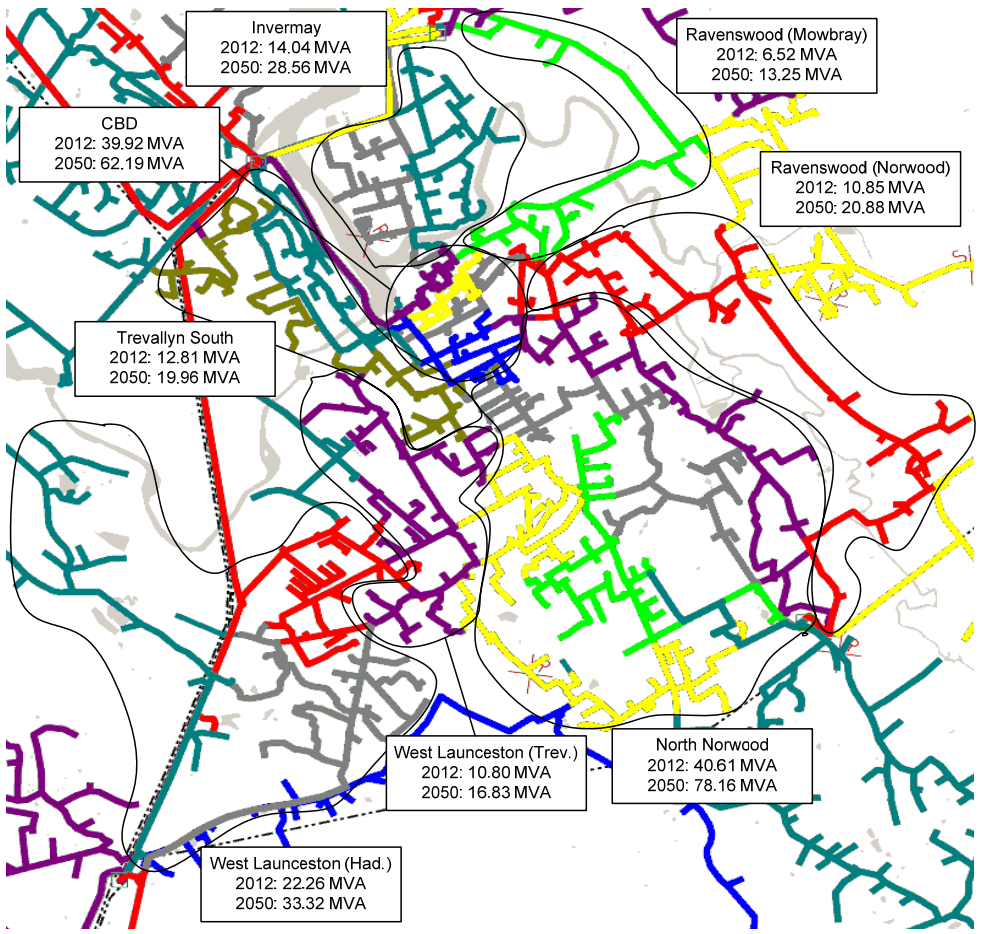 Invermay
2012: 14.04 MVA
2050: 28.56 MVA
Ravenswood (Mowbray)
2012: 6.52 MVA
2050: 13.25 MVA
CBD
2012: 39.92 MVA
2050: 62.19 MVA
Ravenswood (Norwood)
2012: 10.85 MVA
2050: 20.88 MVA
Trevallyn South
2012: 12.81 MVA
2050: 19.96 MVA
West Launceston (Trev.)
2012: 10.80 MVA
2050: 16.83 MVA
North Norwood
2012: 40.61 MVA
2050: 78.16 MVA
West Launceston (Had.)
2012: 22.26 MVA
2050: 33.32 MVA